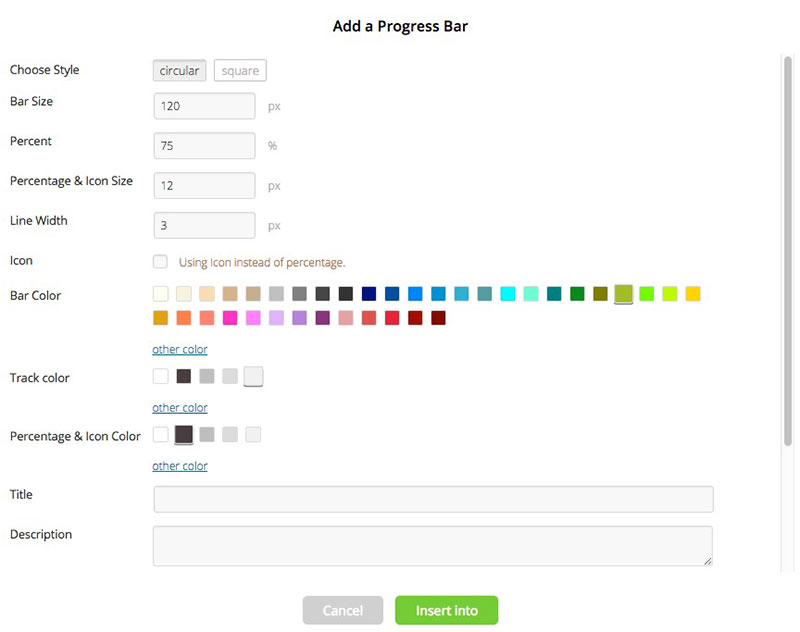 Add a Progress Bar
Choose Style circular square
Bar Size 120 px
Percent 75 %
Percentage & Icon Size 12 px
Line Width 3 px
Icon Using Icon instead of percentage.
Bar Color
other color
Track color
other color
Percentage & Icon Color
other color
Title
Description
Cancel Insert into